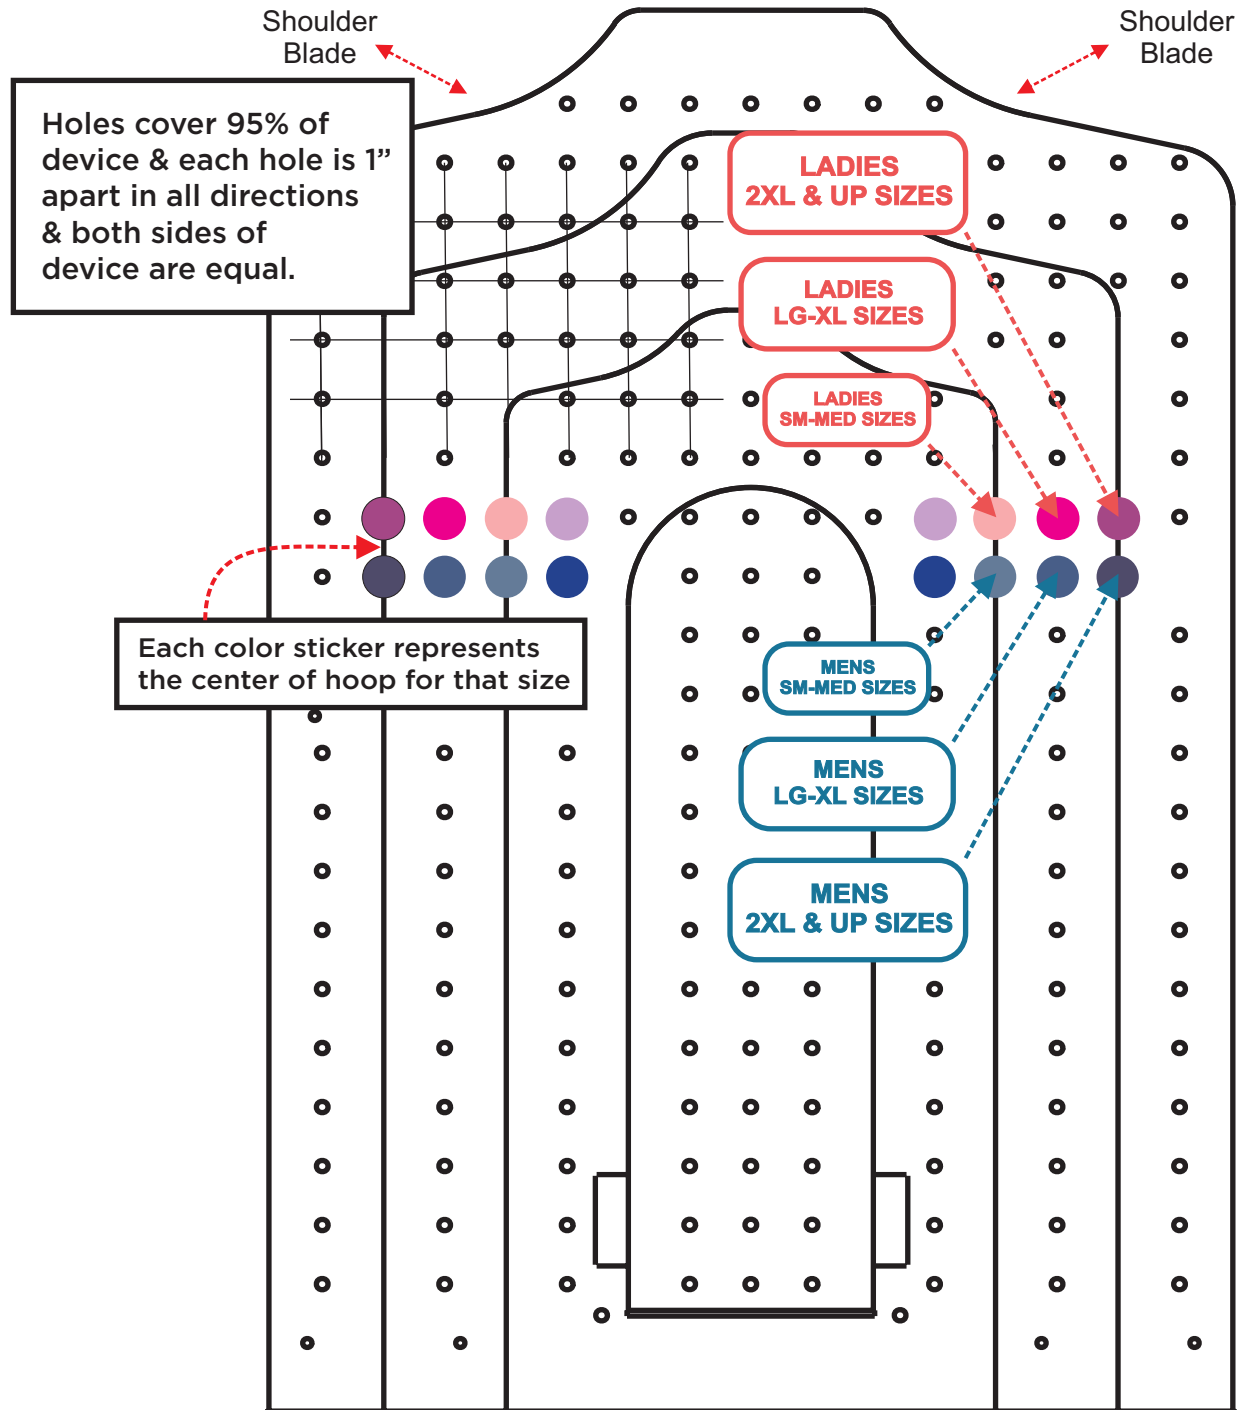 Shoulder
Blade
Shoulder
Blade
Holes cover 95% of
device & each hole is 1”
apart in all directions
& both sides of
device are equal.
LADIES
2XL & UP SIZES
LADIES
LG-XL SIZES
LADIES
SM-MED SIZES
Each color sticker represents
the center of hoop for that size
MENS
SM-MED SIZES
MENS
LG-XL SIZES
MENS
2XL & UP SIZES